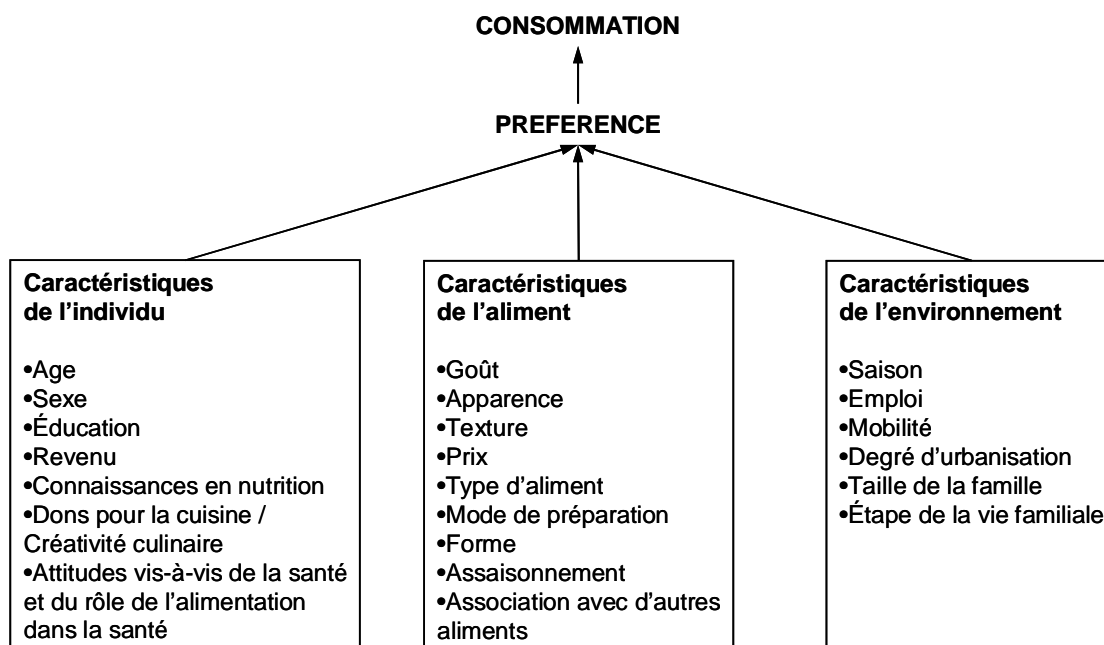 CONSOMMATION
PREFERENCE
Caractéristiques
de l'individu
•Age
•Sexe
•Éducation
•Revenu
•Connaissances en nutrition
•Dons pour la cuisine /
Créativité culinaire
•Attitudes vis-à-vis de la santé
et du rôle de l'alimentation
dans la santé
Caractéristiques
de l'aliment
•Goût
•Apparence
•Texture
•Prix
•Type d'aliment
•Mode de préparation
•Forme
•Assaisonnement
•Association avec d'autres
aliments
Caractéristiques
de l'environnement
•Saison
•Emploi
•Mobilité
•Degré d'urbanisation
•Taille de la famille
•Étape de la vie familiale